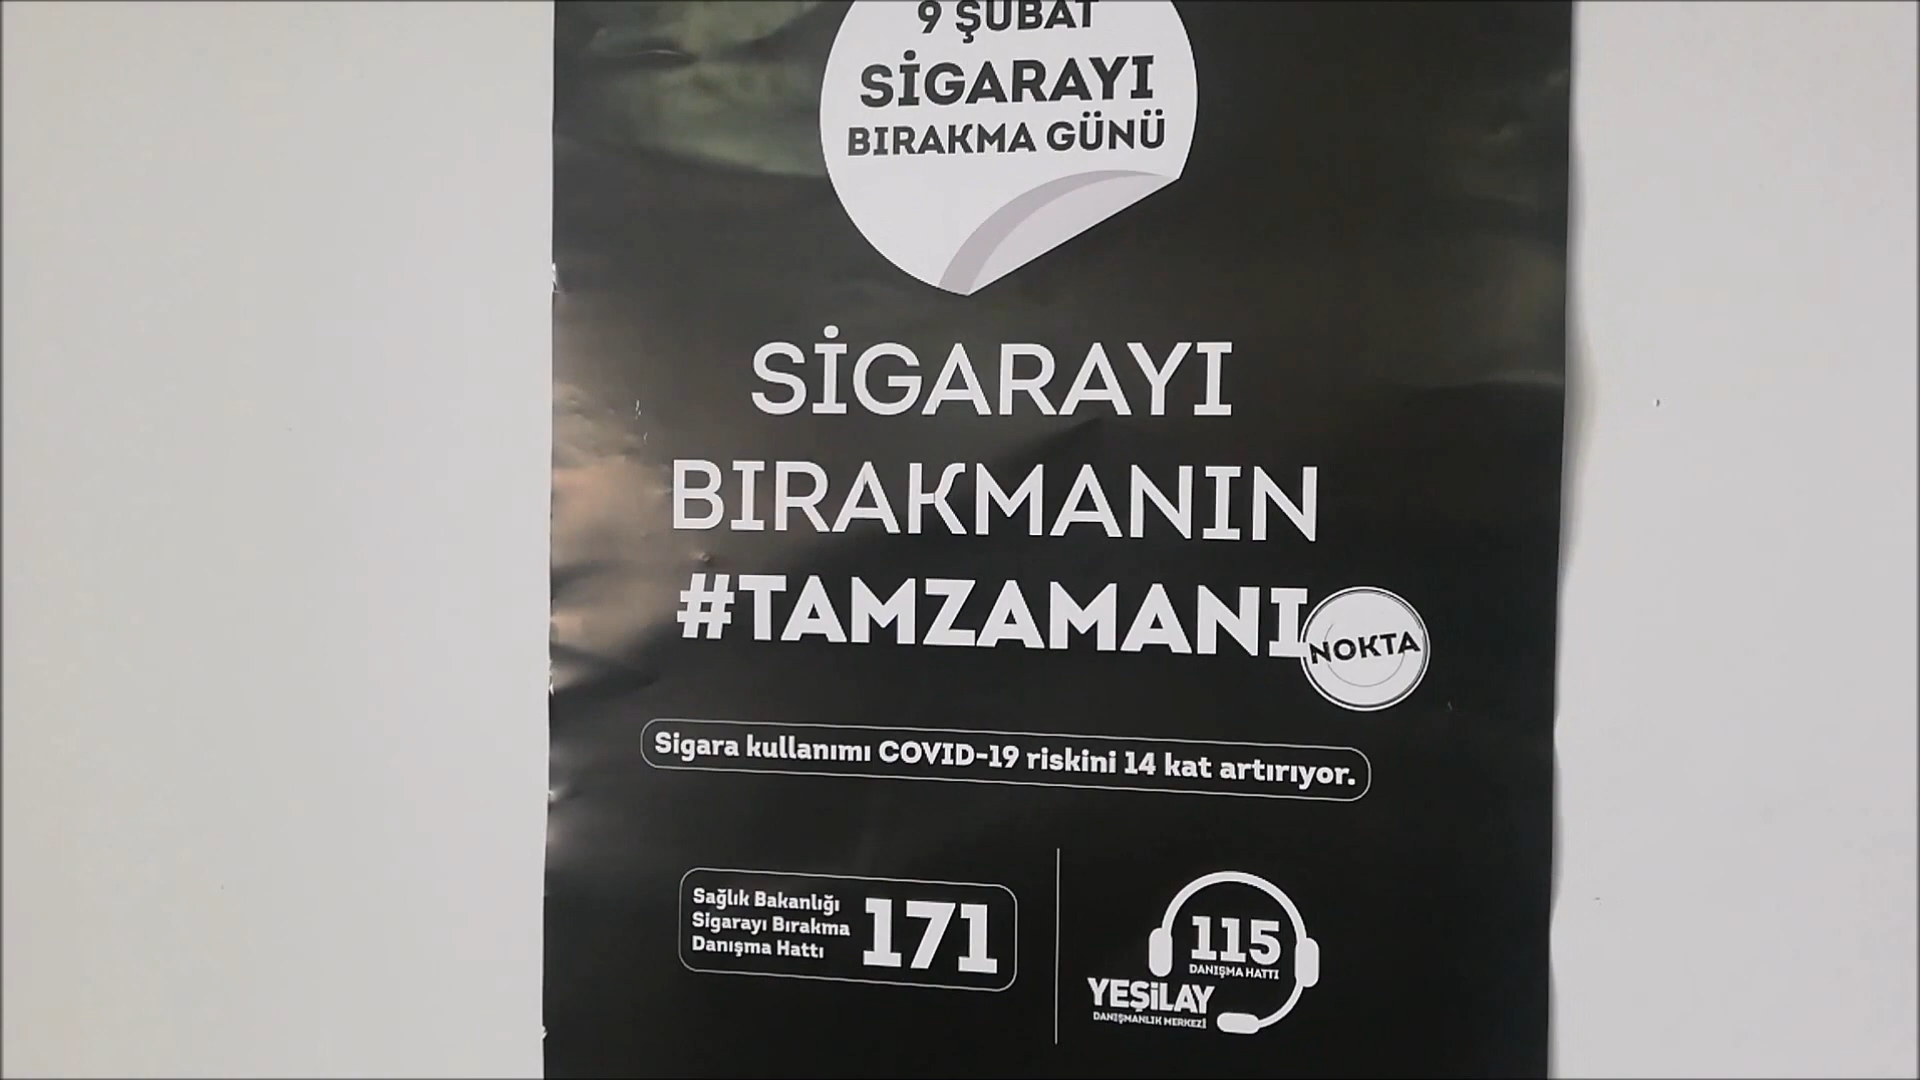 9 ŞUBAT
SİGARAYI
BIRAKMA GÜNÜ
SİGARAYI
BIRAKMANIN
#TAMZAMANI
NOKTA
Sigara kullanımı COVID-19 riskini 14 kat artırıyor.
Sağlık Bakanlığı
Sigarayı Bırakma
Danışma Hattı
171
115
DANIŞMA HATTI
YEŞİLAY
DANIŞMANLIK MERKEZİ